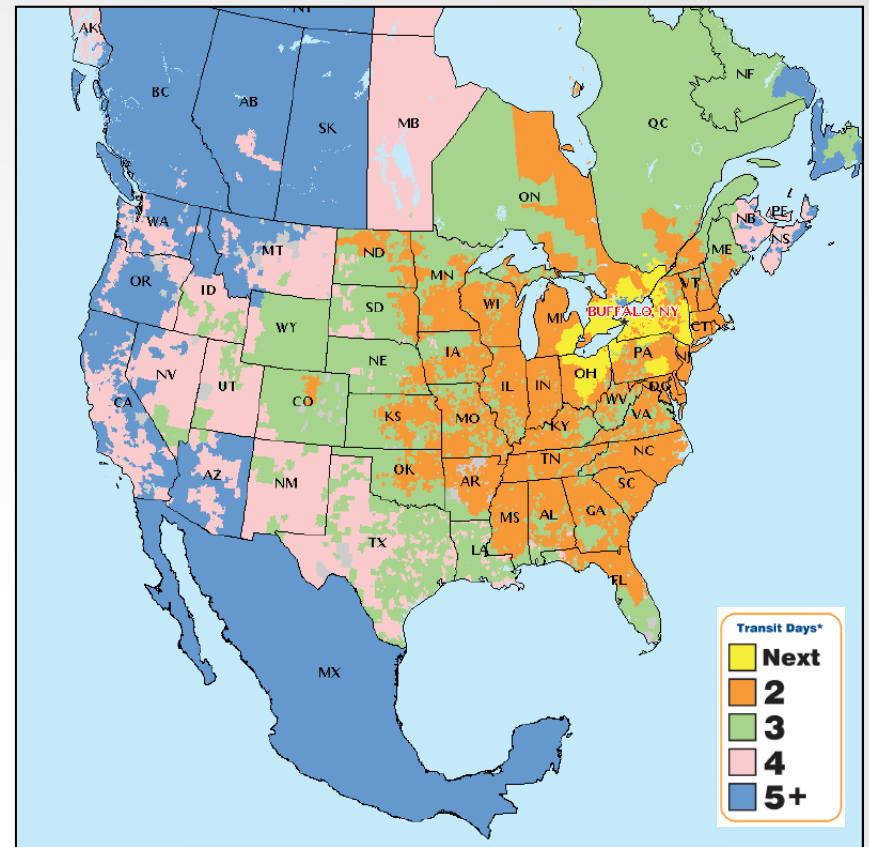 NT
AK
BC
AB
SK
MB
ON
QC
NF
NB
PE
NS
ME
WA
OR
ID
MT
ND
MN
WI
MI
BUFFALO, NY
VT
CT
SD
WY
NE
IA
IL
IN
OH
PA
NJ
DC
WV
VA
NV
UT
CO
KS
MO
KY
CA
AZ
NM
OK
AR
TN
NC
SC
TX
LA
MS
AL
GA
FL
MX
Transit Days*
Next
2
3
4
5+